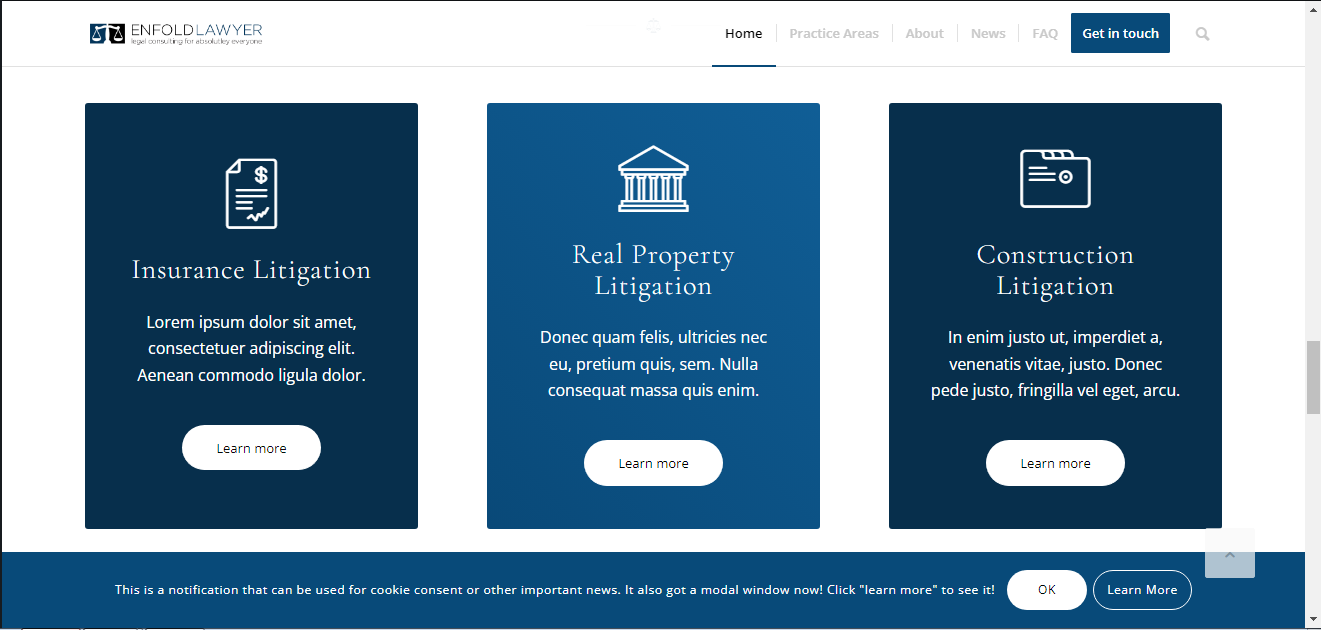 ENFOLD LAWYER
legal consulting for absolutley everyone
Home Practice Areas About News FAQ Get in touch
$
Insurance Litigation
Lorem ipsum dolor sit amet,
consectetuer adipiscing elit.
Aenean commodo ligula dolor.
Learn more
Real Property
Litigation
Donec quam felis, ultricies nec
eu, pretium quis, sem. Nulla
consequat massa quis enim.
Learn more
Construction
Litigation
In enim justo ut, imperdiet a,
venenatis vitae, justo. Donec
pede justo, fringilla vel eget, arcu.
Learn more
This is a notification that can be used for cookie consent or other important news. It also got a modal window now! Click "learn more" to see it! OK Learn More